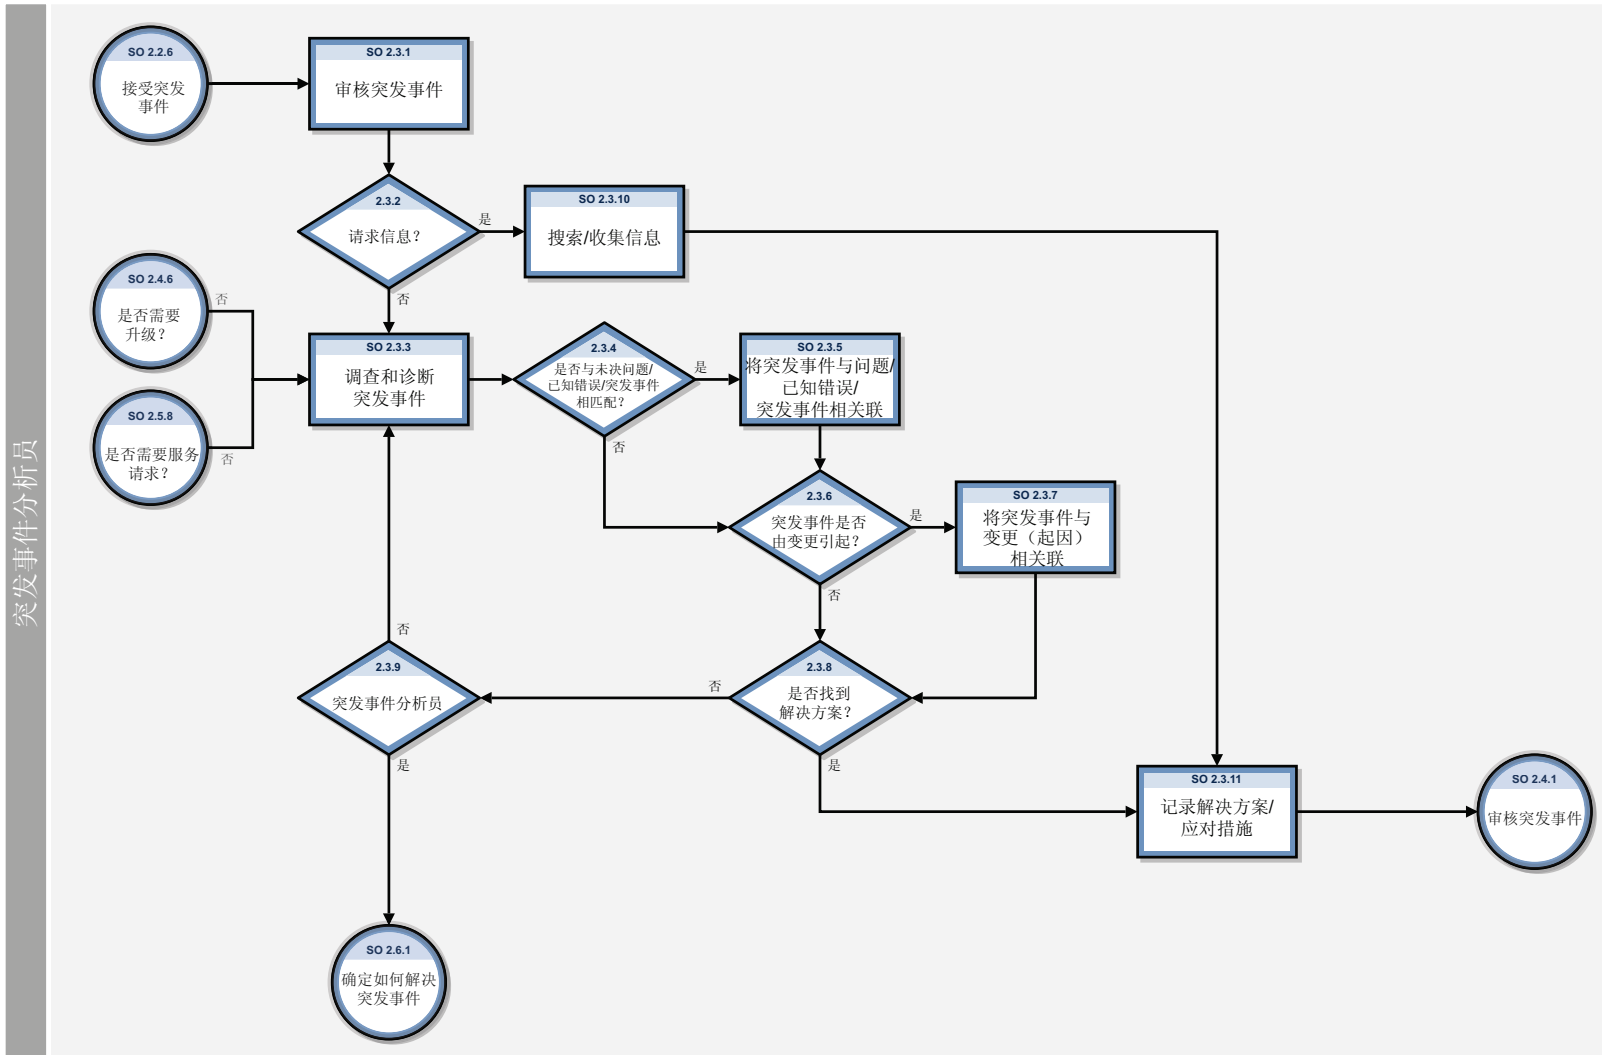 突发事件分析员
SO 2.2.6
接受突发
事件
SO 2.3.1
审核突发事件
2.3.2
请求信息？
是
否
SO 2.3.10
搜索/收集信息
SO 2.4.6
是否需要
升级？
否
SO 2.5.8
是否需要服务
请求？
否
SO 2.3.3
调查和诊断
突发事件
2.3.4
是否与未决问题/
已知错误/突发事件
相匹配？
是
否
SO 2.3.5
将突发事件与问题/
已知错误/
突发事件相关联
2.3.6
突发事件是否
由变更引起？
是
否
SO 2.3.7
将突发事件与
变更（起因）
相关联
2.3.8
是否找到
解决方案？
否
是
2.3.9
突发事件分析员
否
是
SO 2.3.11
记录解决方案/
应对措施
SO 2.4.1
审核突发事件
SO 2.6.1
确定如何解决
突发事件